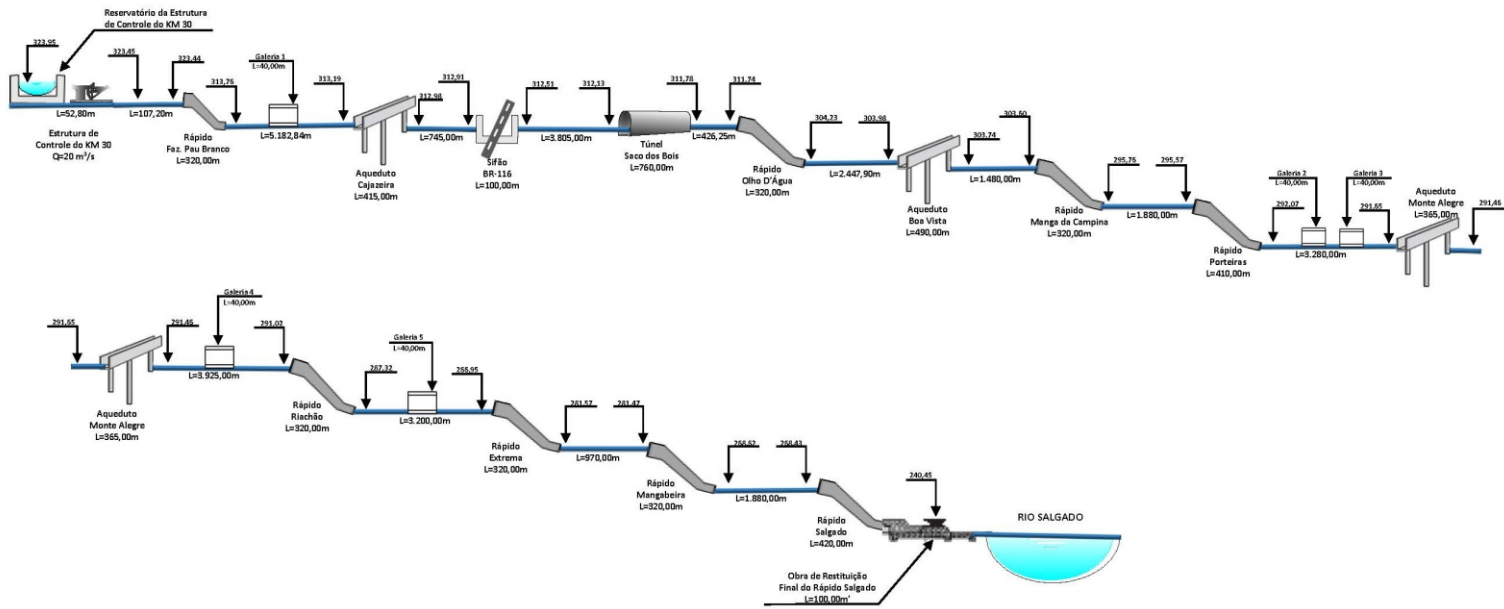 Reservatório da Estrutura
de Controle do KM 30
323,95
323,45
323,44
313,75
Galeria 1
L=40,00m
313,19
312,98
312,91
312,51
312,13
311,78
311,74
304,23
303,98
303,74
303,60
295,76
295,57
292,07
Galeria 2
L=40,00m
Galeria 3
L=40,00m
291,65
Aqueduto
Monte Alegre
L=365,00m
291,46
L=52,80m
L=107,20m
Estrutura de
Controle do KM 30
Q=20 m³/s
Rápido
Faz. Pau Branco
L=320,00m
L=5.182,84m
Aqueduto
Cajazeira
L=415,00m
L=745,00m
Sifão
BR-116
L=100,00m
L=3.805,00m
Túnel
Saco dos Bois
L=760,00m
L=426,25m
Rápido
Olho D'Água
L=320,00m
L=2.447,90m
Aqueduto
Boa Vista
L=490,00m
L=1.480,00m
Rápido
Manga da Campina
L=320,00m
L=1.880,00m
Rápido
Porteiras
L=410,00m
L=3.280,00m
291,65
Aqueduto
Monte Alegre
L=365,00m
291,46
Galeria 4
L=40,00m
291,02
L=3.925,00m
Rápido
Riachão
L=320,00m
287,32
Galeria 5
L=40,00m
L=3.200,00m
Rápido
Extrema
L=320,00m
281,57
281,47
L=970,00m
Rápido
Mangabeira
L=320,00m
268,62
268,43
L=1.880,00m
Rápido
Salgado
L=420,00m
240,45
RIO SALGADO
Obra de Restituição
Final do Rápido Salgado
L=100,00m'